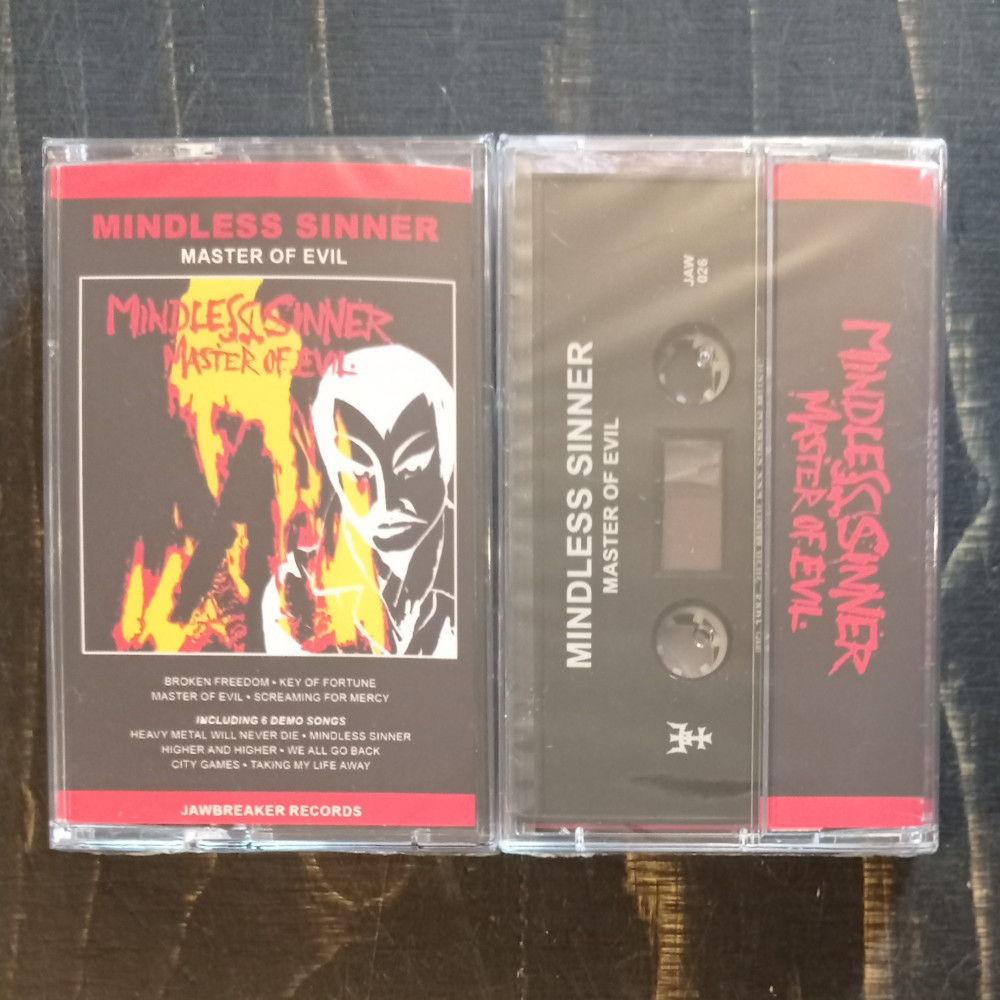 MINDLESS SINNER
MASTER OF EVIL
MINDLESS SINNER
MASTER OF EVIL.
BROKEN FREEDOM • KEY OF FORTUNE
MASTER OF EVIL • SCREAMING FOR MERCY
INCLUDING 6 DEMO SONGS
HEAVY METAL WILL NEVER DIE • MINDLESS SINNER
HIGHER AND HIGHER • WE ALL GO BACK
CITY GAMES • TAKING MY LIFE AWAY
JAWBREAKER RECORDS
MINDLESS SINNER
MASTER OF EVIL
JAW
026
MINDLESS SINNER
MASTER OF EVIL.